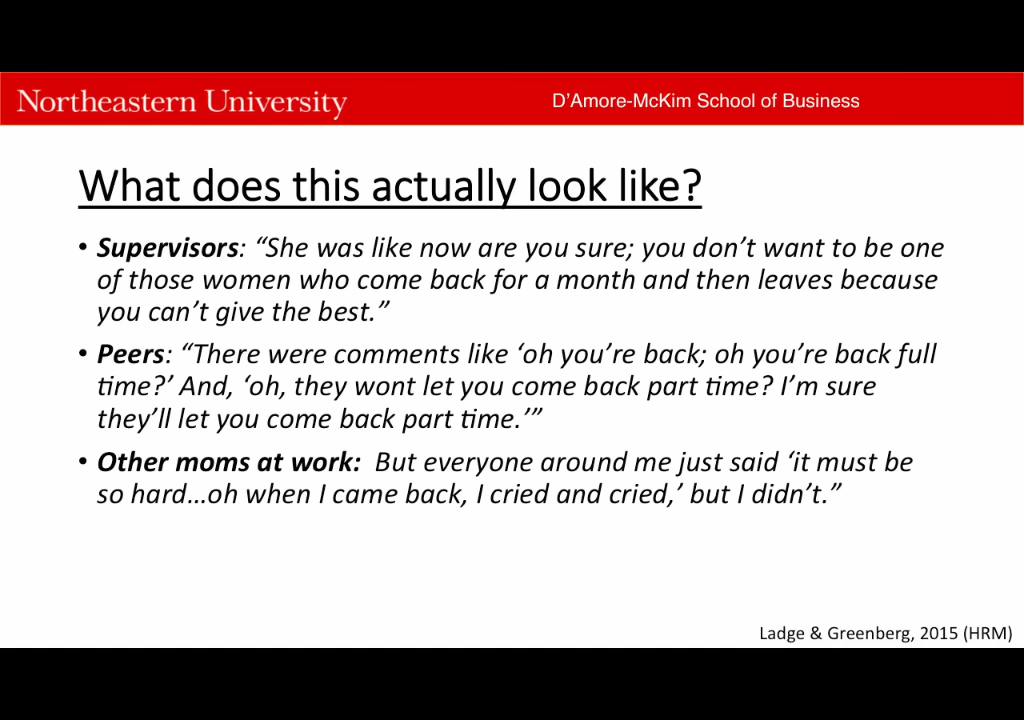 Northeastern University
D'Amore-McKim School of Business
What does this actually look like?
• Supervisors: “She was like now are you sure; you don’t want to be one
of those women who come back for a month and then leaves because
you can’t give the best.”
• Peers: “There were comments like ‘oh you’re back; oh you’re back full
time?’ And, ‘oh, they wont let you come back part time? I’m sure
they’ll let you come back part time.’”
• Other moms at work: But everyone around me just said ‘it must be
so hard…oh when I came back, I cried and cried,’ but I didn’t.”
Ladge & Greenberg, 2015 (HRM)